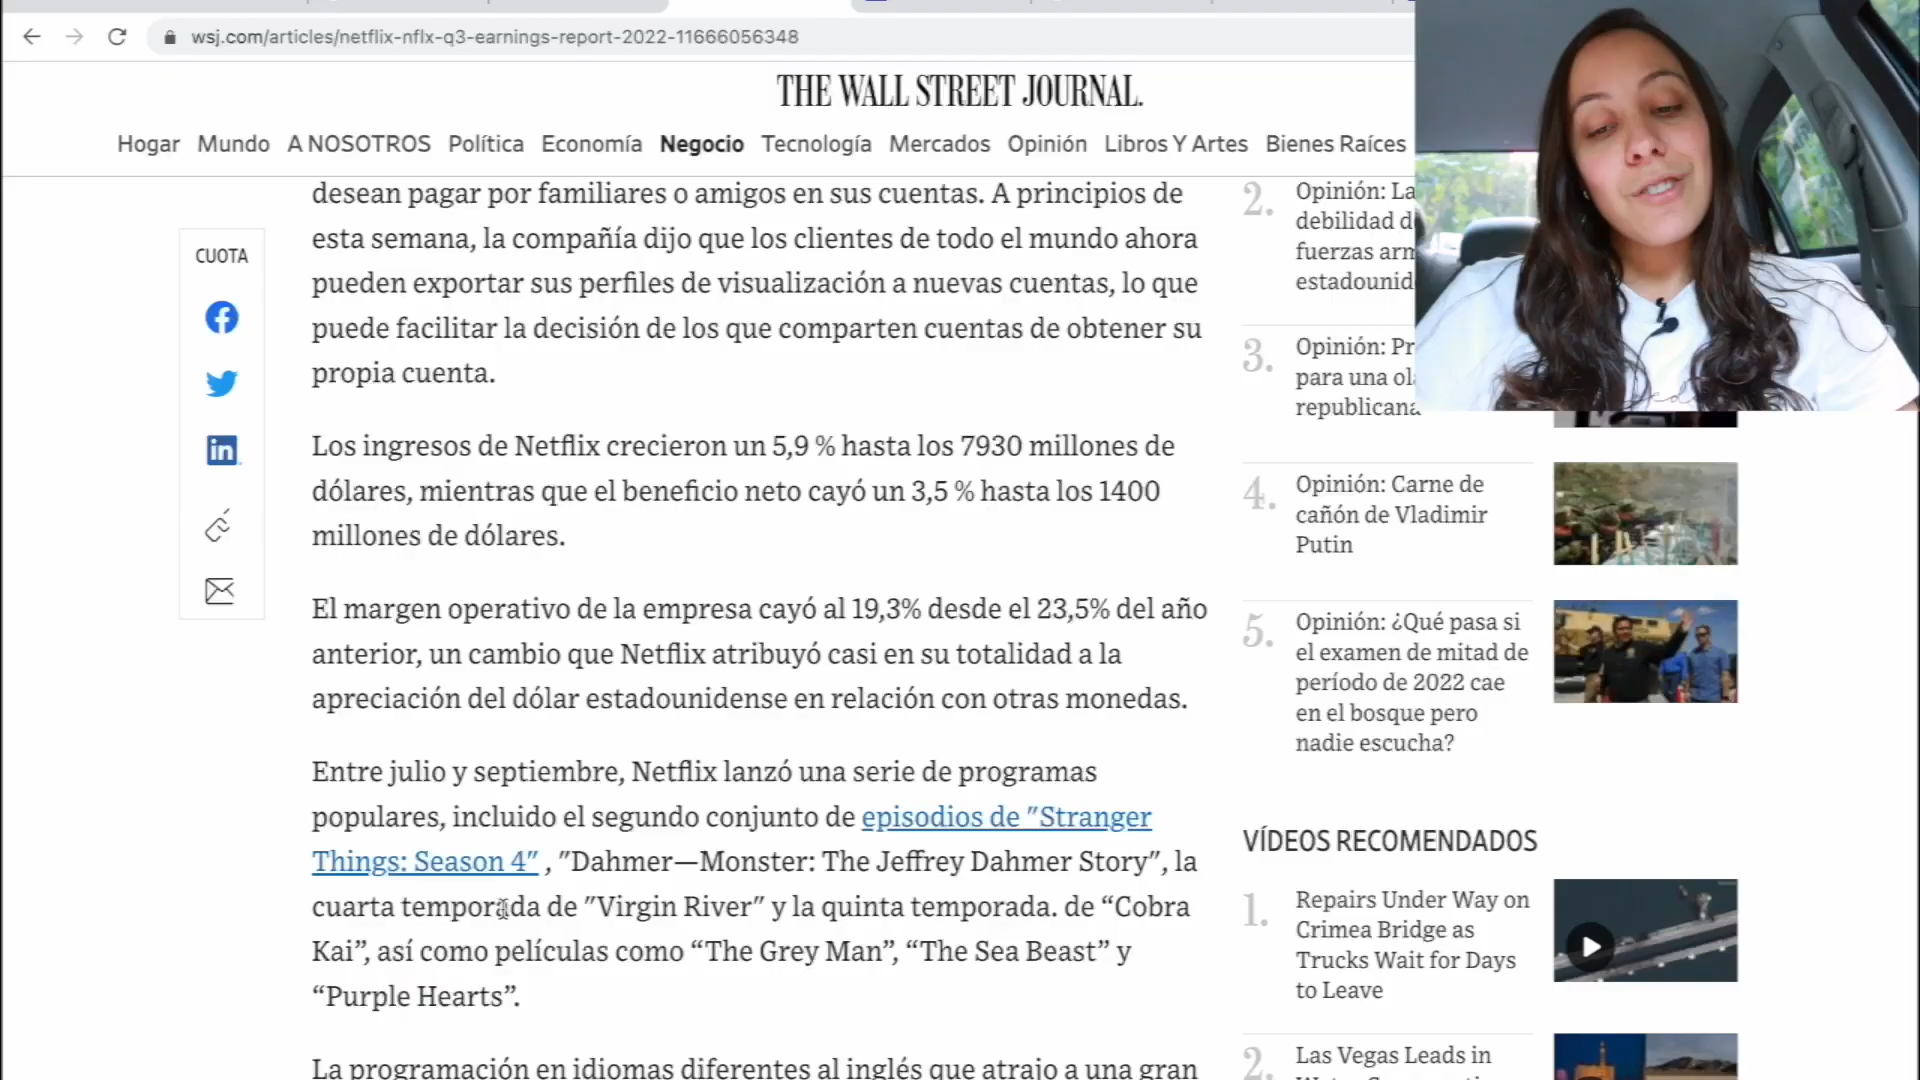 wsj.com/articles/netflix-nflx-q3-earnings-report-2022-11666056348
THE WALL STREET JOURNAL.
Hogar Mundo A NOSOTROS Política Economía Negocio Tecnología Mercados Opinión Libros Y Artes Bienes Raíces
CUOTA
desean pagar por familiares o amigos en sus cuentas. A principios de
esta semana, la compañía dijo que los clientes de todo el mundo ahora
pueden exportar sus perfiles de visualización a nuevas cuentas, lo que
puede facilitar la decisión de los que comparten cuentas de obtener su
propia cuenta.
Los ingresos de Netflix crecieron un 5,9 % hasta los 7930 millones de
dólares, mientras que el beneficio neto cayó un 3,5 % hasta los 1400
millones de dólares.
El margen operativo de la empresa cayó al 19,3% desde el 23,5% del año
anterior, un cambio que Netflix atribuyó casi en su totalidad a la
apreciación del dólar estadounidense en relación con otras monedas.
Entre julio y septiembre, Netflix lanzó una serie de programas
populares, incluido el segundo conjunto de episodios de "Stranger
Things: Season 4" , "Dahmer—Monster: The Jeffrey Dahmer Story", la
cuarta temporada de "Virgin River" y la quinta temporada. de “Cobra
Kai”, así como películas como “The Grey Man”, “The Sea Beast” y
“Purple Hearts”.
La programación en idiomas diferentes al inglés que atrajo a una gran
2. Opinión: La
debilidad d
fuerzas arm
estadounid
3. Opinión: Pr
para una ol
republicana
4. Opinión: Carne de
cañón de Vladimir
Putin
5. Opinión: ¿Qué pasa si
el examen de mitad de
período de 2022 cae
en el bosque pero
nadie escucha?
VÍDEOS RECOMENDADOS
1. Repairs Under Way on
Crimea Bridge as
Trucks Wait for Days
to Leave
2. Las Vegas Leads in